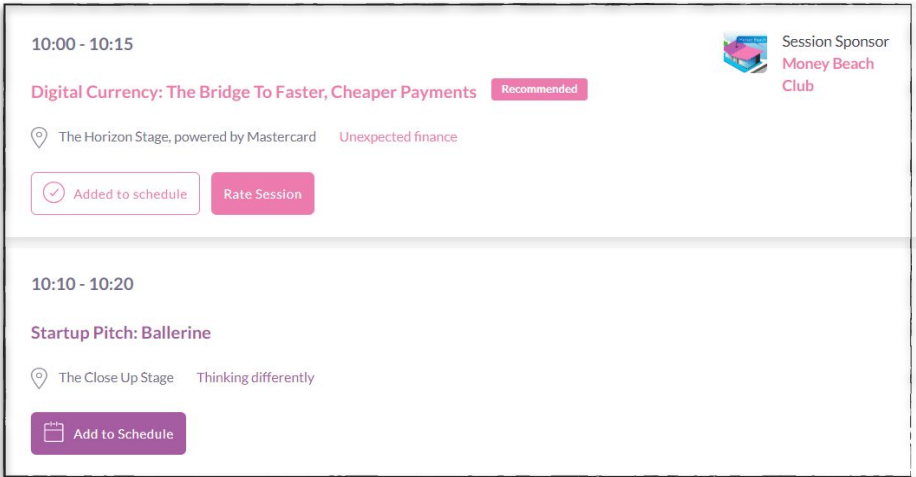 10:00 - 10:15
Session Sponsor
Money Beach
Club
Digital Currency: The Bridge To Faster, Cheaper Payments Recommended
The Horizon Stage, powered by Mastercard Unexpected finance
Added to schedule Rate Session
10:10 - 10:20
Startup Pitch: Ballerine
The Close Up Stage Thinking differently
Add to Schedule